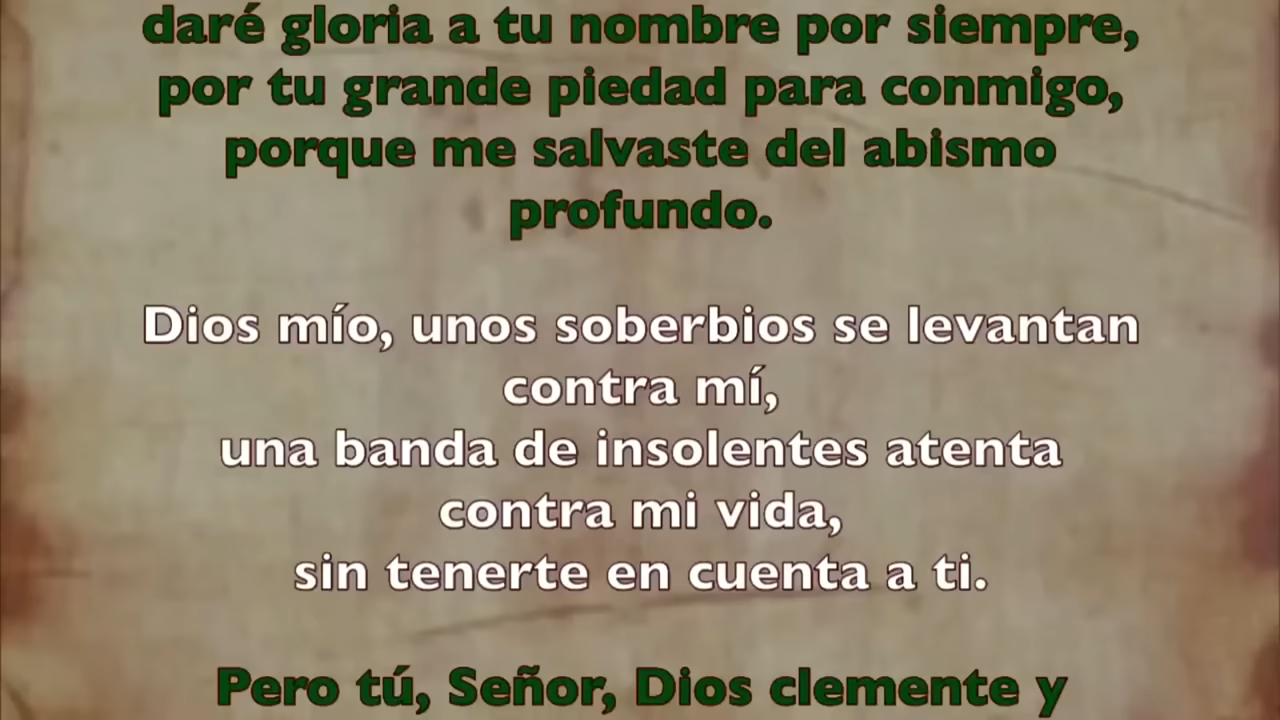 daré gloria a tu nombre por siempre,
por tu grande piedad para conmigo,
porque me salvaste del abismo
profundo.
Dios mío, unos soberbios se levantan
contra mí,
una banda de insolentes atenta
contra mi vida,
sin tenerte en cuenta a ti.
Pero tú, Señor, Dios clemente y